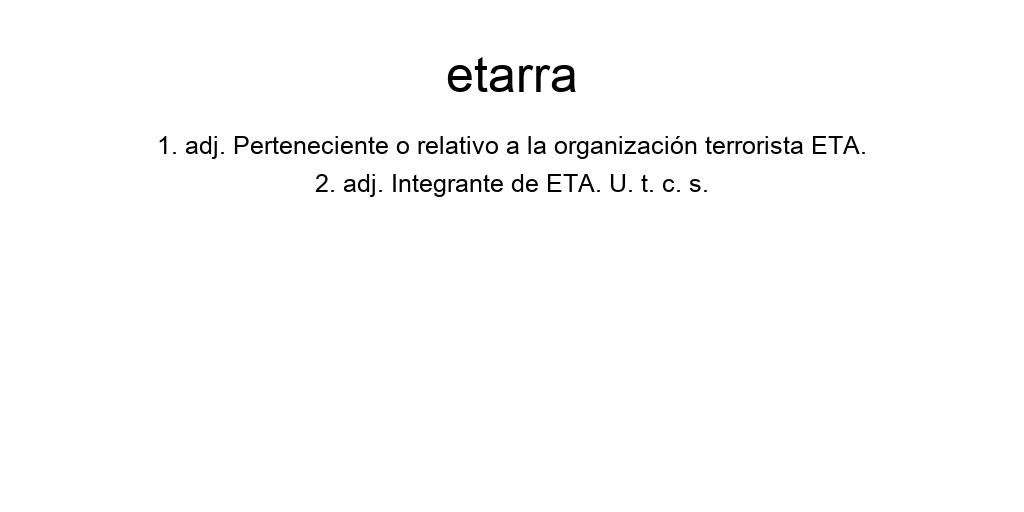 etarra
1. adj. Perteneciente o relativo a la organización terrorista ETA.
2. adj. Integrante de ETA. U. t. c. s.